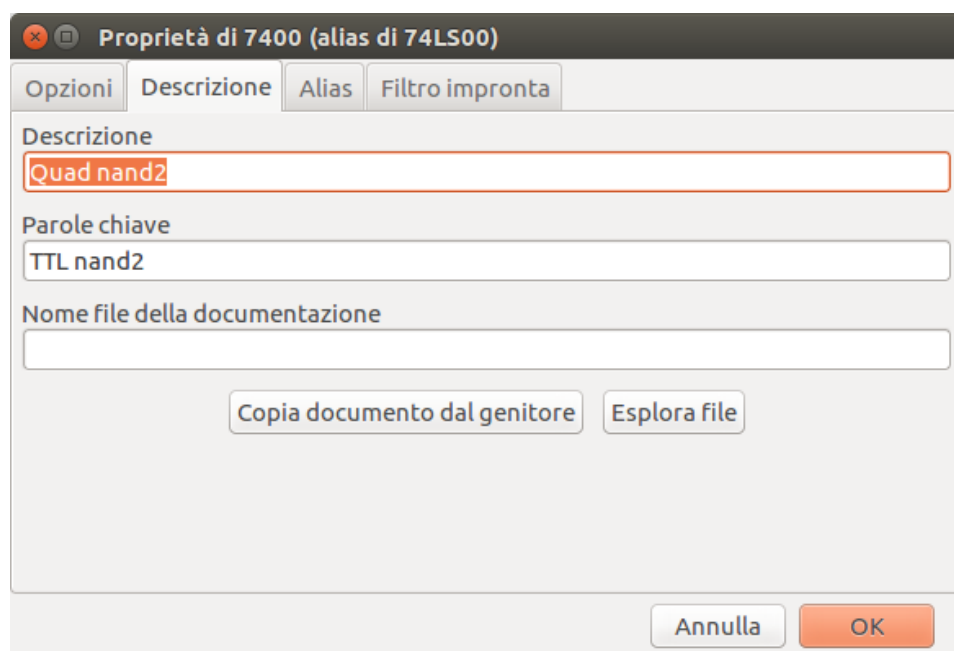 Proprietà di 7400 (alias di 74LS00)
Opzioni Descrizione Alias Filtro impronta
Descrizione
Quad nand2
Parole chiave
TTL nand2
Nome file della documentazione
Copia documento dal genitore Esplora file
Annulla OK